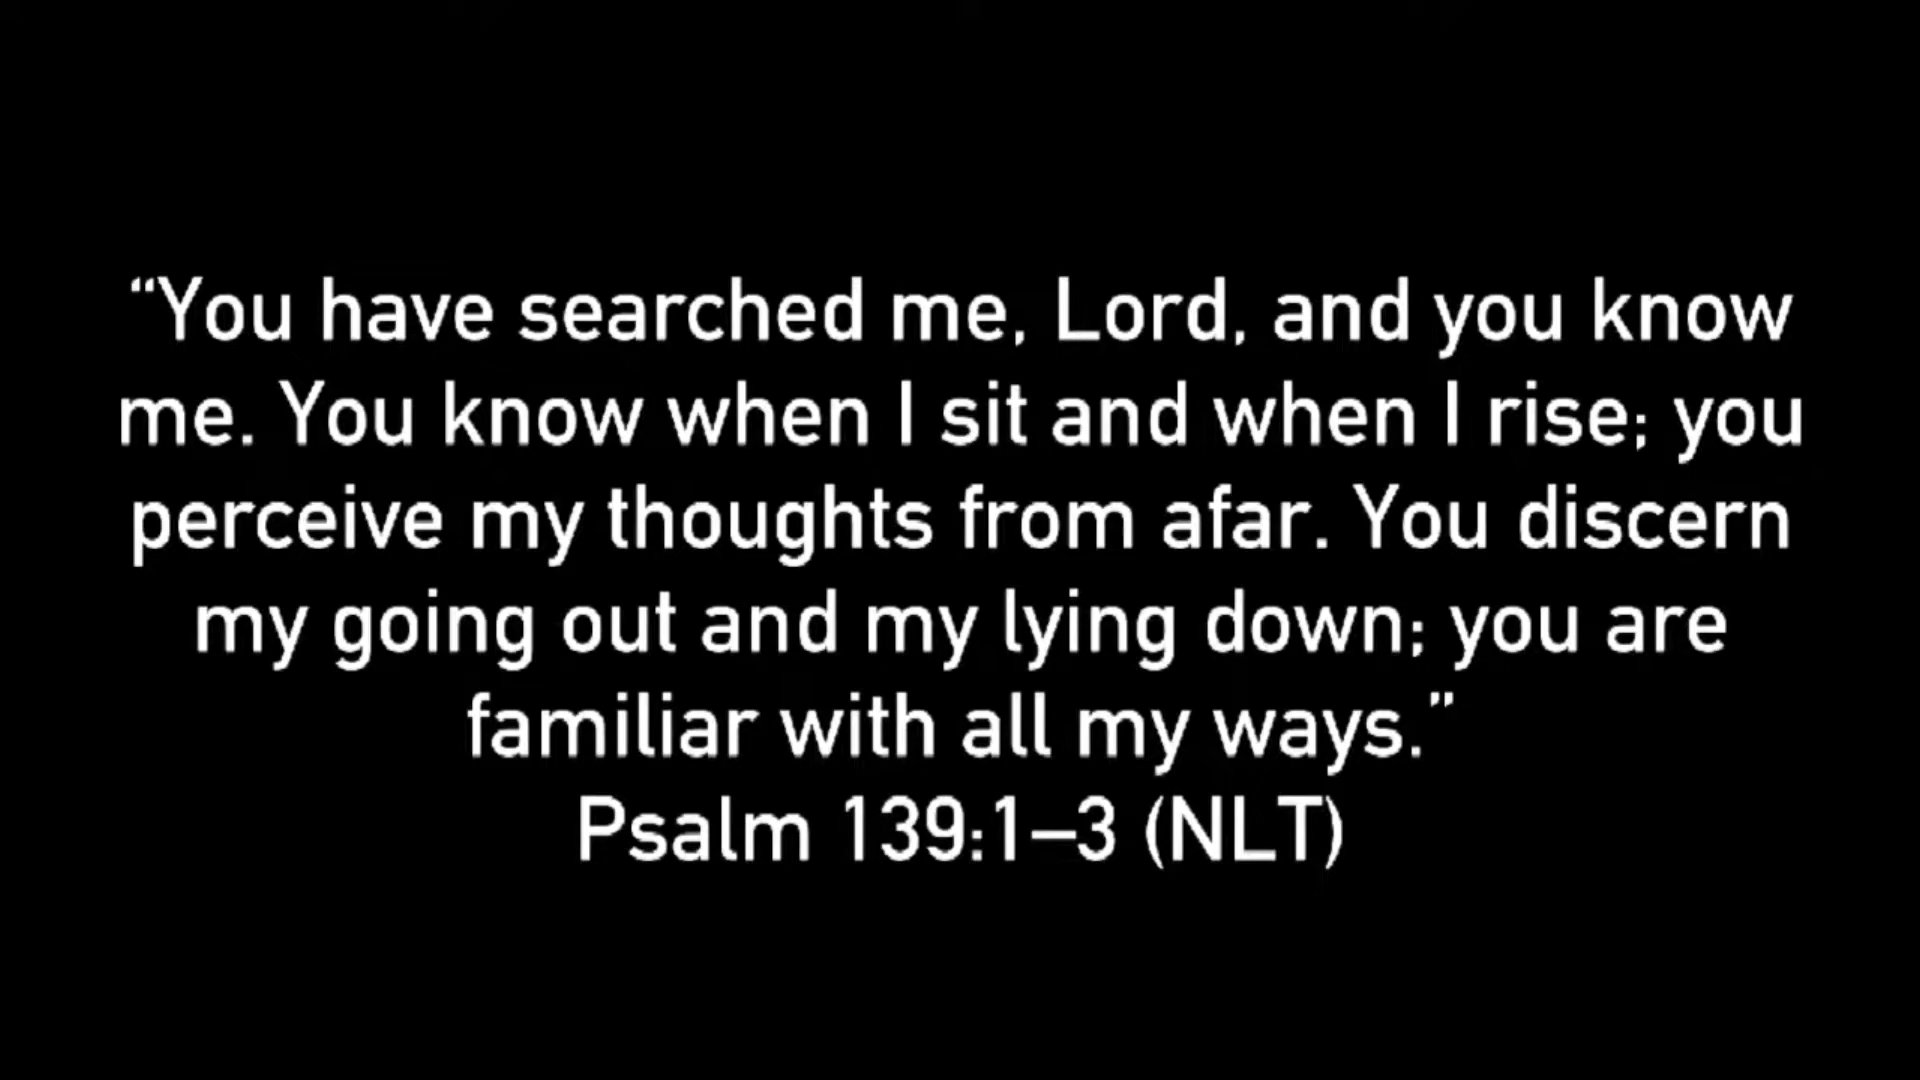 “You have searched me, Lord, and you know
me. You know when I sit and when I rise; you
perceive my thoughts from afar. You discern
my going out and my lying down; you are
familiar with all my ways.”
Psalm 139:1–3 (NLT)